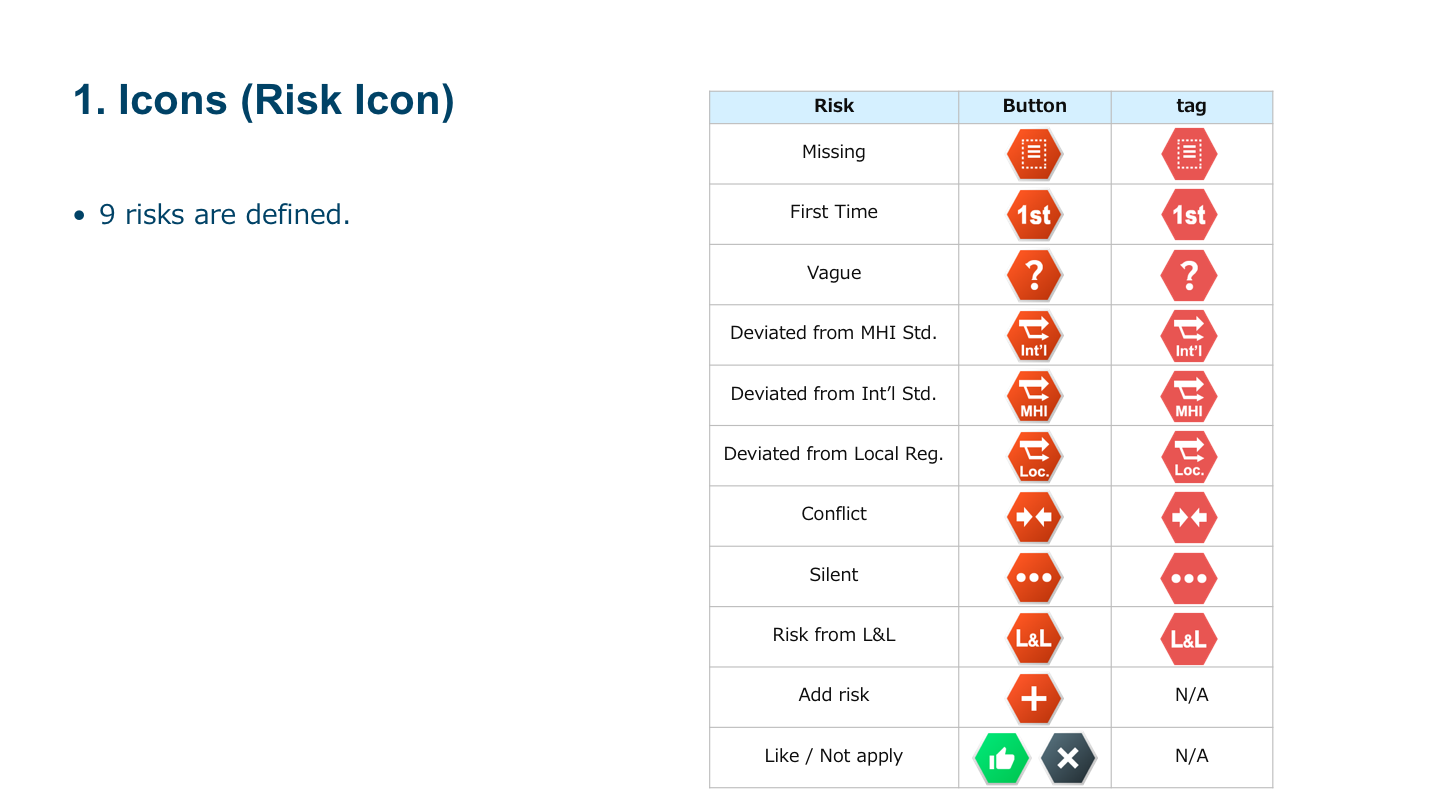 1. Icons (Risk Icon)
• 9 risks are defined.
Risk Button tag
Missing
First Time 1st 1st
Vague ? ?
Deviated from MHI Std. Int'l Int'l
Deviated from Int’l Std. MHI MHI
Deviated from Local Reg. Loc. Loc.
Conflict
Silent
Risk from L&L L&L L&L
Add risk N/A
Like / Not apply N/A